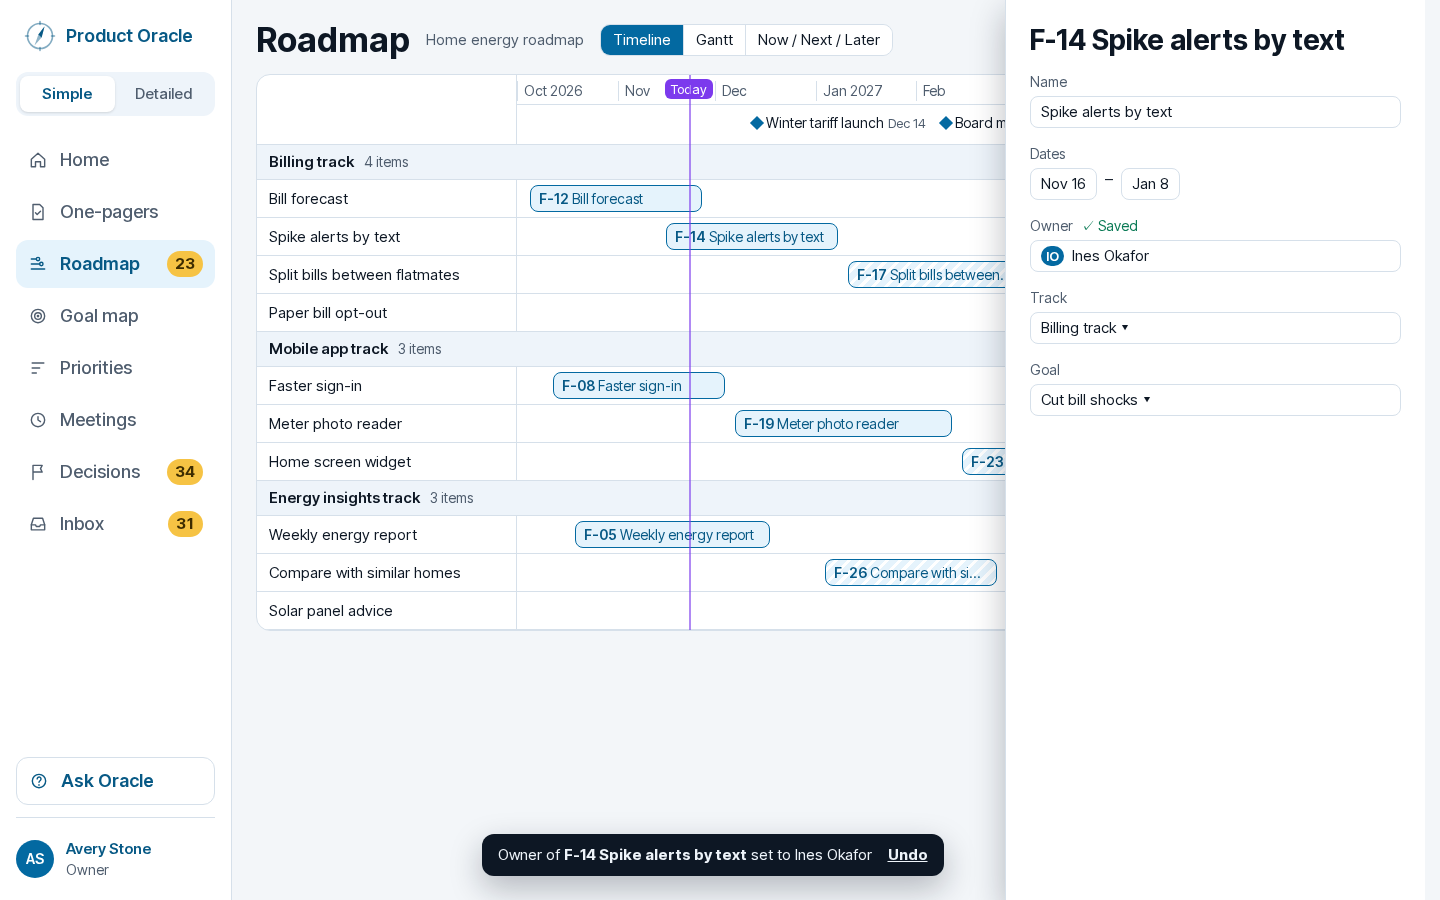 Product Oracle
Simple Detailed
Home
One-pagers
Roadmap 23
Goal map
Priorities
Meetings
Decisions 34
Inbox 31
Ask Oracle
AS Avery Stone
Owner
Roadmap Home energy roadmap Timeline Gantt Now / Next / Later
Oct 2026 Nov Today Dec Jan 2027 Feb
Winter tariff launch Dec 14 Board
Billing track 4 items
Bill forecast F-12 Bill forecast
Spike alerts by text F-14 Spike alerts by text
Split bills between flatmates F-17 Split bills between…
Paper bill opt-out
Mobile app track 3 items
Faster sign-in F-08 Faster sign-in
Meter photo reader F-19 Meter photo reader
Home screen widget F-23
Energy insights track 3 items
Weekly energy report F-05 Weekly energy report
Compare with similar homes F-26 Compare with si…
Solar panel advice
Owner of F-14 Spike alerts by text set to Ines Okafor Undo
F-14 Spike alerts by text
Name
Spike alerts by text
Dates
Nov 16 – Jan 8
Owner ✓ Saved
IO Ines Okafor
Track
Billing track ▾
Goal
Cut bill shocks ▾